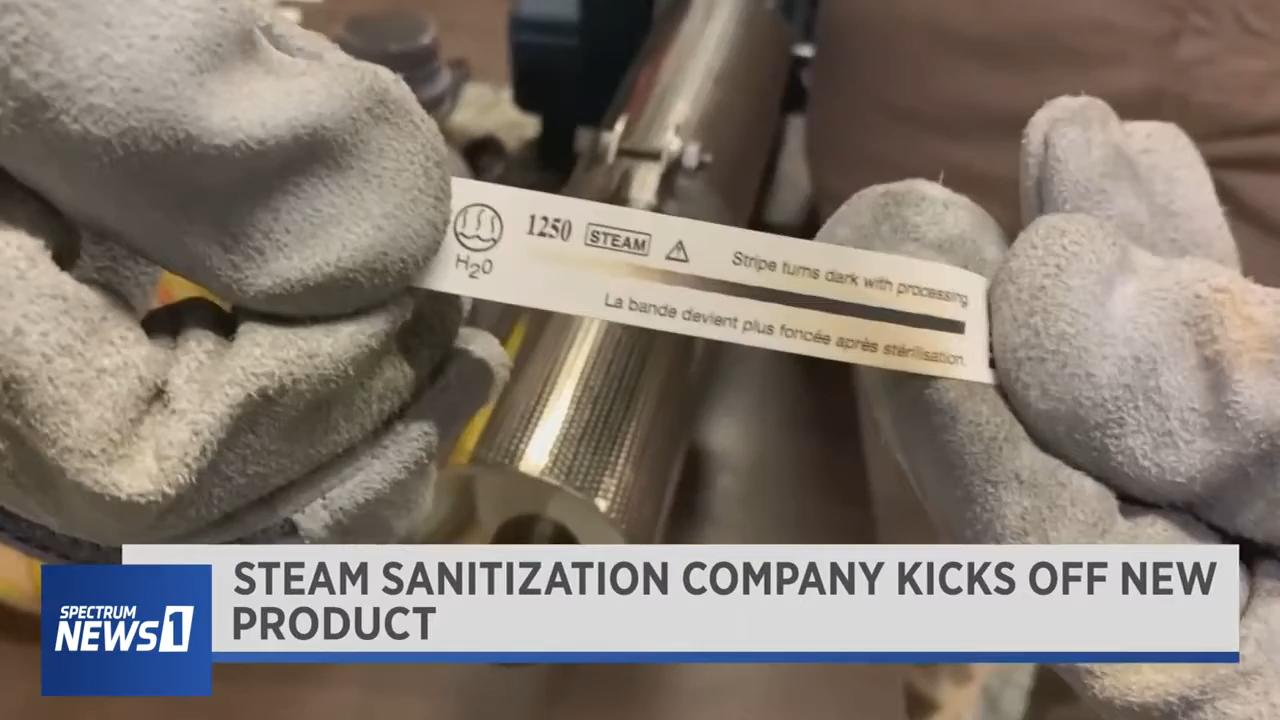 1250 STEAM
H2O
Stripe turns dark with processing
La bande devient plus foncée après stérilisation.
STEAM SANITIZATION COMPANY KICKS OFF NEW
PRODUCT
SPECTRUM
NEWS1